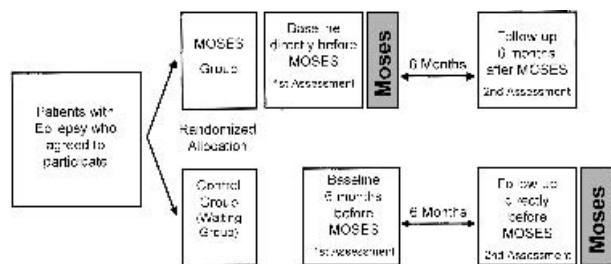 Patients with
Epilepsy who
agreed to
participate
MOSES
Group
Randomized
Allocation
Control
Group
(Waiting
Group)
Baseline
directly before
MOSES
1st Assessment
Moses
6 Months
Follow up
6 months
after MOSES
2nd Assessment
Baseline
6 months
before
MOSES
1st Assessment
6 Months
Follow up
directly
before
MOSES
2nd Assessment
Moses